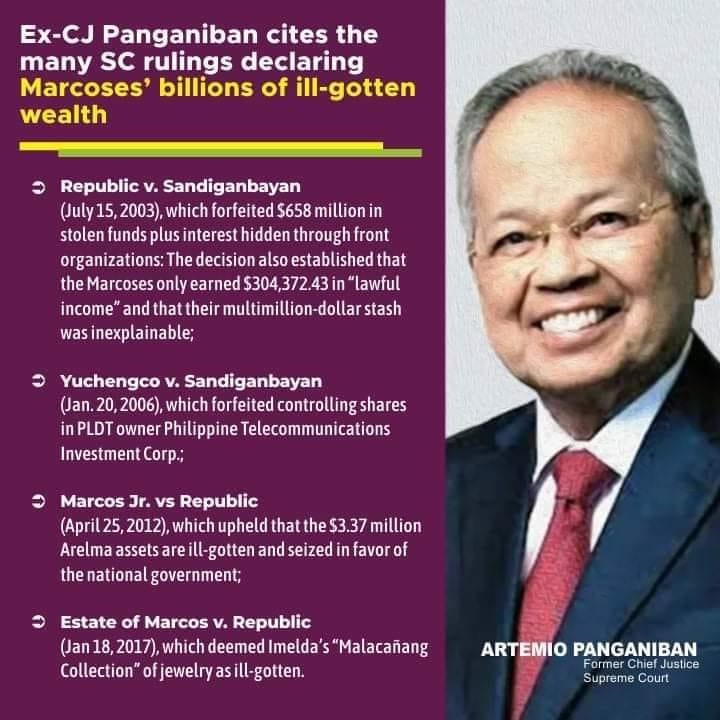 Ex-CJ Panganiban cites the
many SC rulings declaring
Marcoses’ billions of ill-gotten
wealth
Republic v. Sandiganbayan
(July 15, 2003), which forfeited $658 million in
stolen funds plus interest hidden through front
organizations: The decision also established that
the Marcoses only earned $304,372.43 in “lawful
income” and that their multimillion-dollar stash
was inexplainable;
Yuchengco v. Sandiganbayan
(Jan. 20, 2006), which forfeited controlling shares
in PLDT owner Philippine Telecommunications
Investment Corp.;
Marcos Jr. vs Republic
(April 25, 2012), which upheld that the $3.37 million
Arelma assets are ill-gotten and seized in favor of
the national government;
Estate of Marcos v. Republic
(Jan 18, 2017), which deemed Imelda’s “Malacañang
Collection” of jewelry as ill-gotten.
ARTEMIO PANGANIBAN
Former Chief Justice
Supreme Court